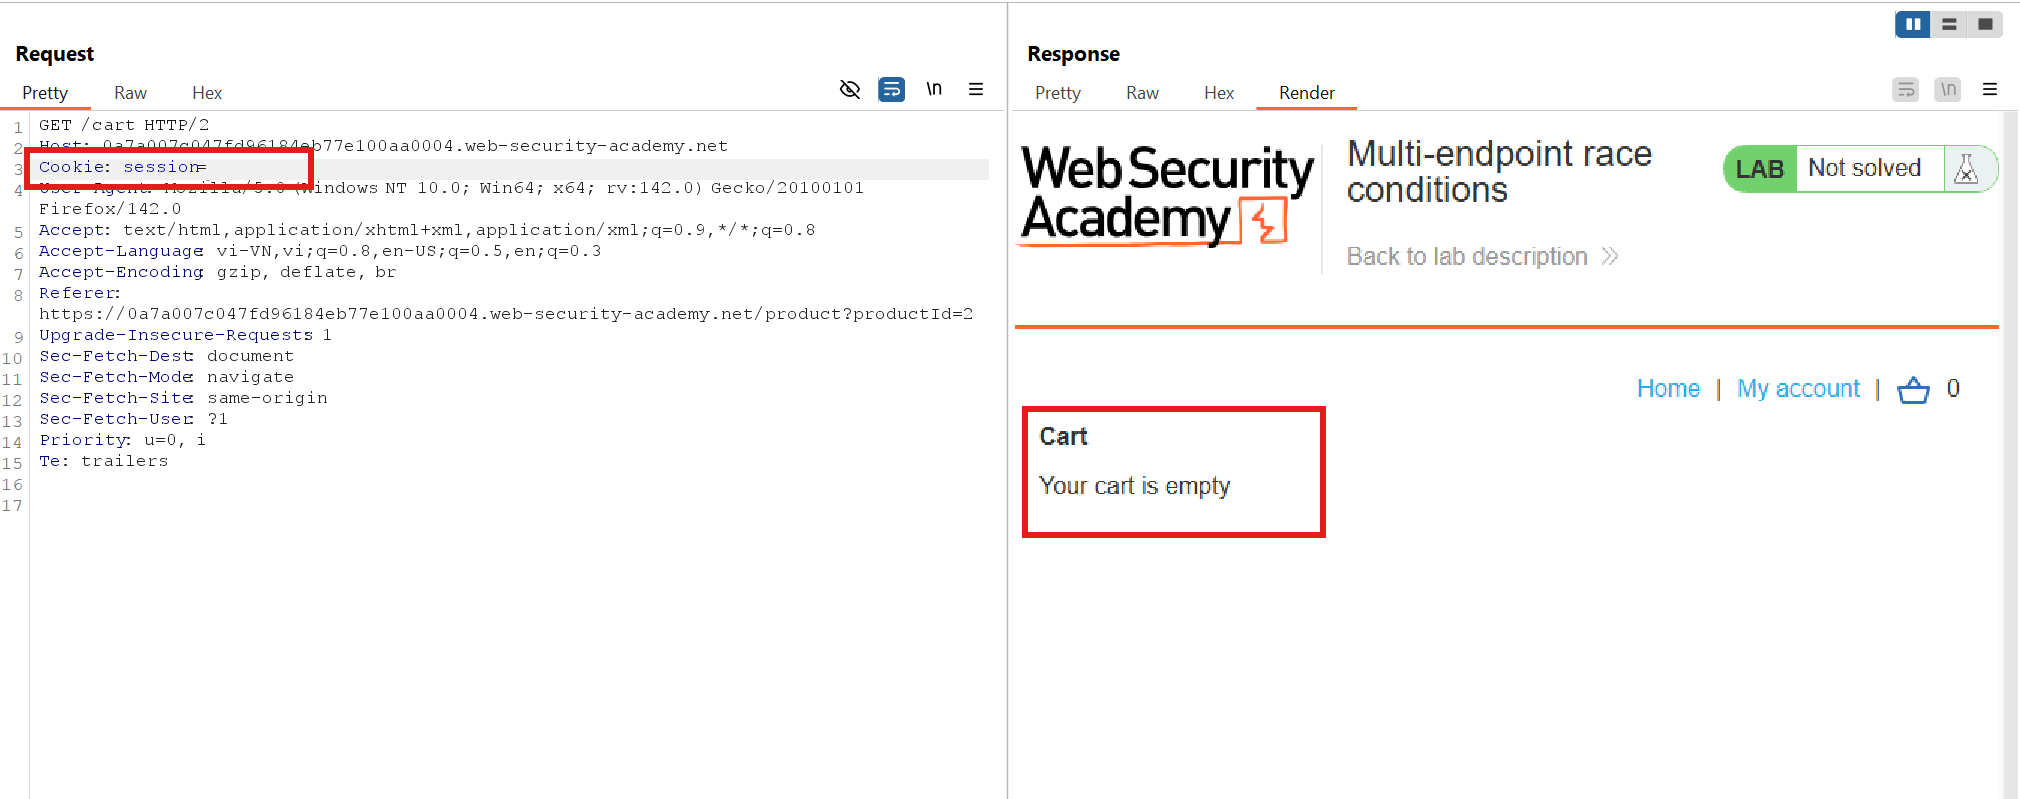 Request
Pretty Raw Hex
\n
1 GET /cart HTTP/2
2 Host: 0a7a007c047fd96184eb77e100aa0004.web-security-academy.net
3 Cookie: session=
4 User-Agent: Mozilla/5.0 (Windows NT 10.0; Win64; x64; rv:142.0) Gecko/20100101
Firefox/142.0
5 Accept: text/html,application/xhtml+xml,application/xml;q=0.9,*/*;q=0.8
6 Accept-Language: vi-VN,vi;q=0.8,en-US;q=0.5,en;q=0.3
7 Accept-Encoding: gzip, deflate, br
8 Referer:
https://0a7a007c047fd96184eb77e100aa0004.web-security-academy.net/product?productId=2
9 Upgrade-Insecure-Requests: 1
10 Sec-Fetch-Dest: document
11 Sec-Fetch-Mode: navigate
12 Sec-Fetch-Site: same-origin
13 Sec-Fetch-User: ?1
14 Priority: u=0, i
15 Te: trailers
16
17
Response
Pretty Raw Hex Render
\n
Web Security
Academy
Multi-endpoint race
conditions
Back to lab description
LAB Not solved
Home | My account | 0
Cart
Your cart is empty